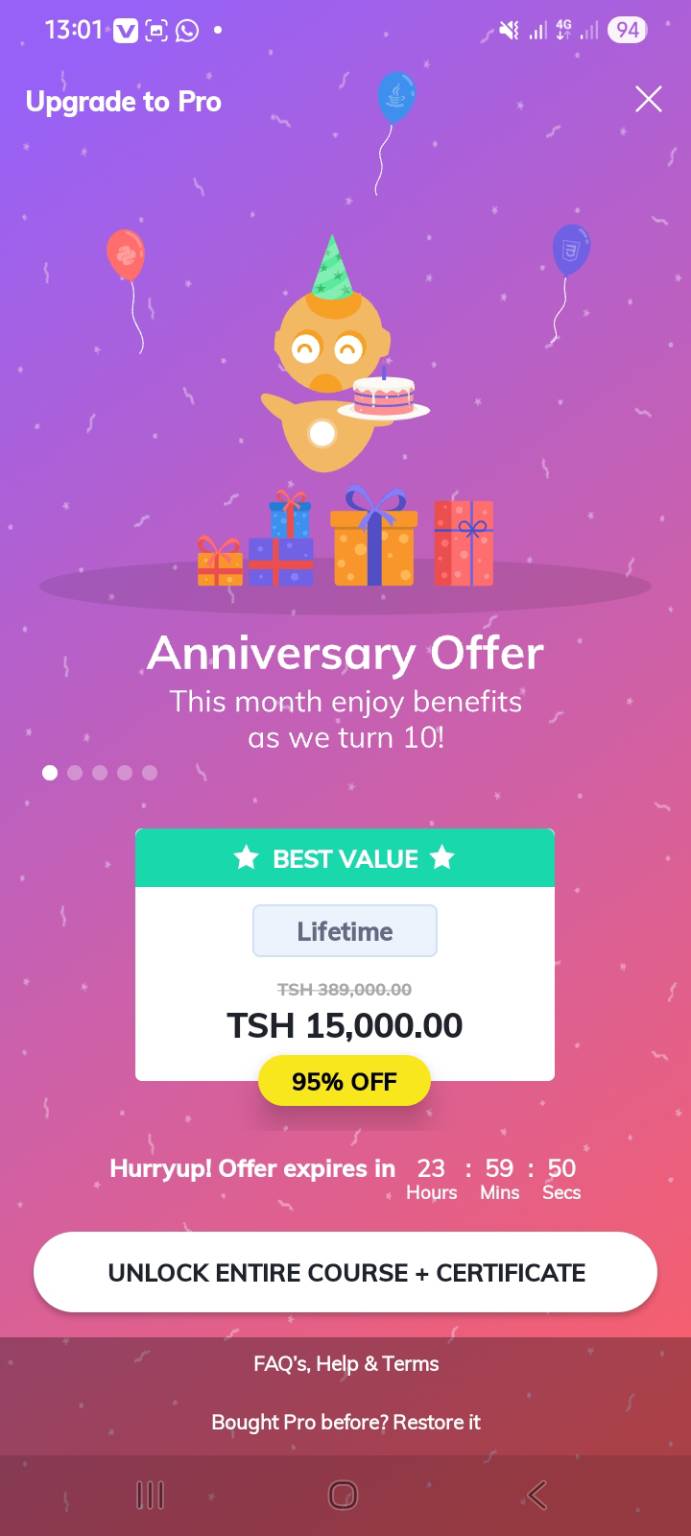 13:01
4G
94
Upgrade to Pro
Anniversary Offer
This month enjoy benefits
as we turn 10!
BEST VALUE
Lifetime
TSH 389,000.00
TSH 15,000.00
95% OFF
Hurryup! Offer expires in 23 : 59 : 50
Hours Mins Secs
UNLOCK ENTIRE COURSE + CERTIFICATE
FAQ's, Help & Terms
Bought Pro before? Restore it